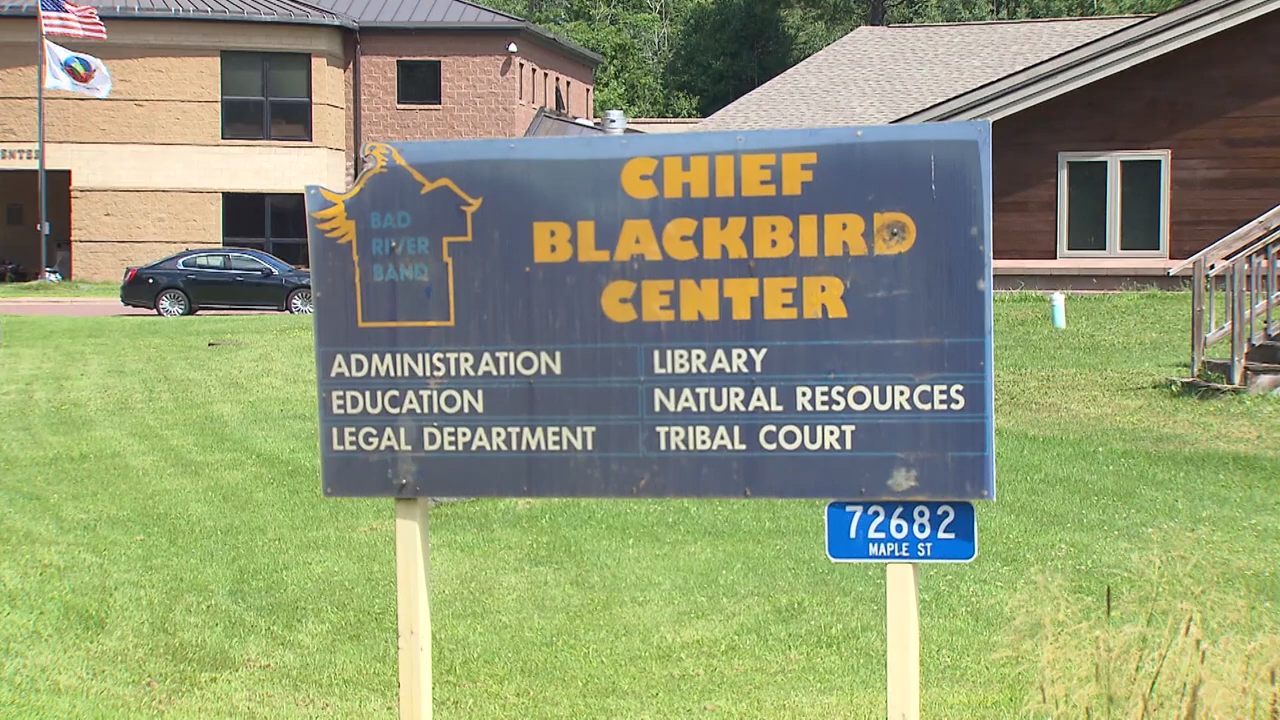 BAD
RIVER
BAND
CHIEF
BLACKBIRD
CENTER
ADMINISTRATION
EDUCATION
LEGAL DEPARTMENT
LIBRARY
NATURAL RESOURCES
TRIBAL COURT
72682
MAPLE ST